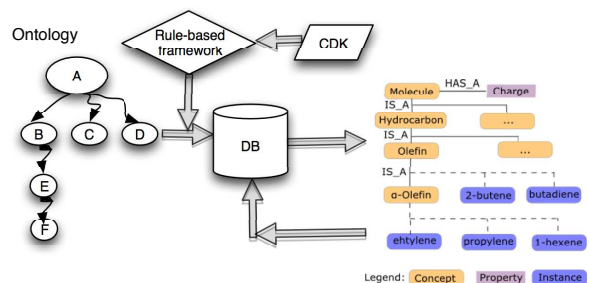 Ontology
Rule-based
framework
CDK
A
B
C
D
E
F
DB
Molecule
HAS_A
Charge
IS_A
Hydrocarbon
...
IS_A
Olefin
...
IS_A
α-Olefin
2-butene
butadiene
ehtylene
propylene
1-hexene
Legend: Concept Property Instance